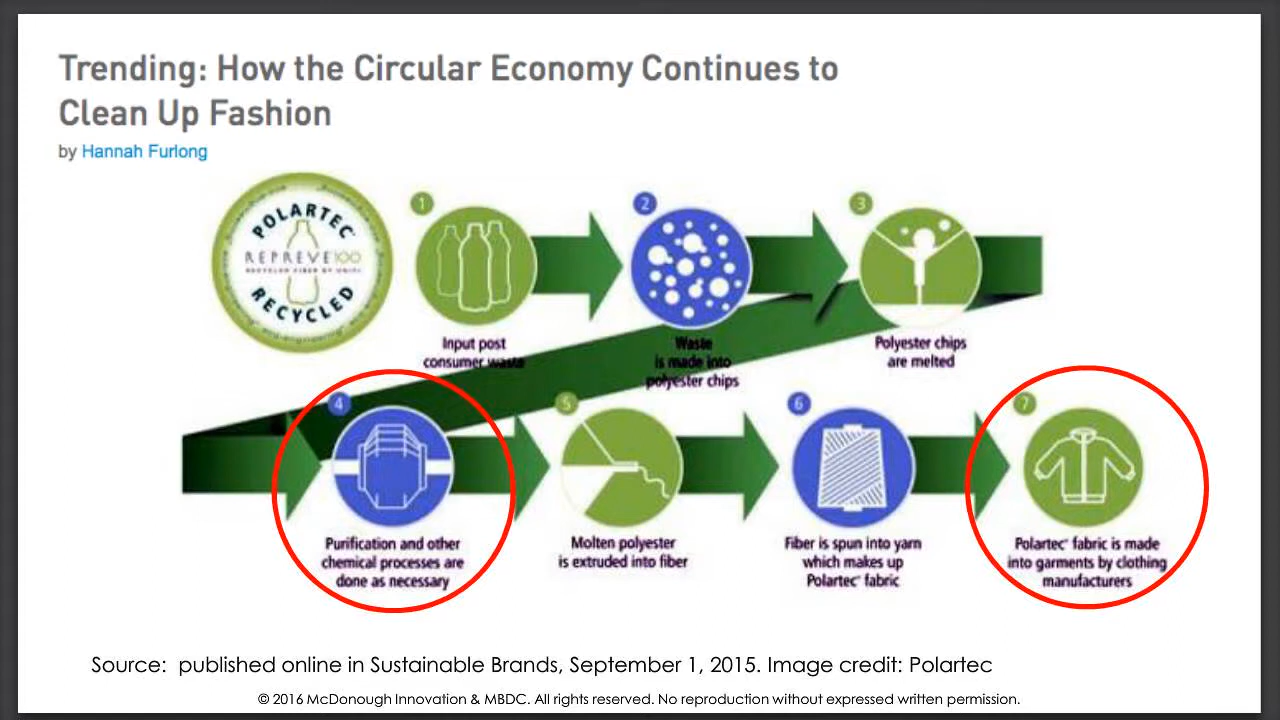 Trending: How the Circular Economy Continues to
Clean Up Fashion
by Hannah Furlong
POLARTEC
REPREVE100
RECYCLED FIBER BY UNIFI
RECYCLED
1
2
3
Input post
consumer waste
Waste
is made into
polyester chips
Polyester chips
are melted
4
5
6
7
Purification and other
chemical processes are
done as necessary
Molten polyester
is extruded into fiber
Fiber is spun into yarn
which makes up
Polartec® fabric
Polartec® fabric is made
into garments by clothing
manufacturers
Source:  published online in Sustainable Brands, September 1, 2015. Image credit: Polartec
© 2016 McDonough Innovation & MBDC. All rights reserved. No reproduction without expressed written permission.